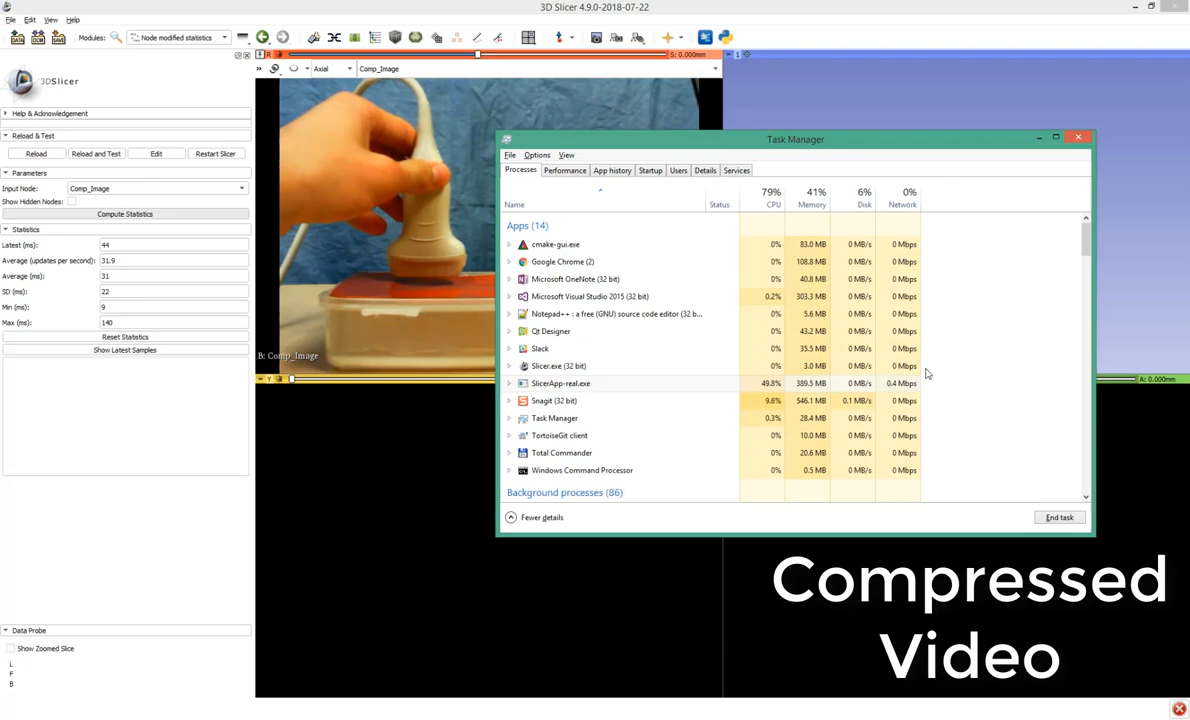 3D Slicer 4.9.0-2018-07-22
File Edit View Help
DATA DCM SAVE Modules: Node modified statistics
R S: 0.000mm 1
Axial Comp_Image
3DSlicer
Help & Acknowledgement
Reload & Test
Reload Reload and Test Edit Restart Slicer
Parameters
Input Node: Comp_Image
Show Hidden Nodes:
Compute Statistics
Statistics
Latest (ms): 44
Average (updates per second): 31.9
Average (ms): 31
SD (ms): 22
Min (ms): 9
Max (ms): 140
Reset Statistics
Show Latest Samples
Data Probe
Show Zoomed Slice
L
F
B
B: Comp_Image
Y A: 0.000mm
Task Manager
File Options View
Processes Performance App history Startup Users Details Services
79% 41% 6% 0%
Name Status CPU Memory Disk Network
Apps (14)
cmake-gui.exe 0% 83.0 MB 0 MB/s 0 Mbps
Google Chrome (2) 0% 108.8 MB 0 MB/s 0 Mbps
Microsoft OneNote (32 bit) 0% 40.8 MB 0 MB/s 0 Mbps
Microsoft Visual Studio 2015 (32 bit) 0.2% 303.3 MB 0 MB/s 0 Mbps
Notepad++ : a free (GNU) source code editor (32 b... 0% 5.6 MB 0 MB/s 0 Mbps
Qt Designer 0% 43.2 MB 0 MB/s 0 Mbps
Slack 0% 35.5 MB 0 MB/s 0 Mbps
Slicer.exe (32 bit) 0% 3.0 MB 0 MB/s 0 Mbps
SlicerApp-real.exe 49.8% 389.5 MB 0 MB/s 0.4 Mbps
Snagit (32 bit) 9.6% 546.1 MB 0.1 MB/s 0 Mbps
Task Manager 0.3% 28.4 MB 0 MB/s 0 Mbps
TortoiseGit client 0% 10.0 MB 0 MB/s 0 Mbps
Total Commander 0% 20.6 MB 0 MB/s 0 Mbps
Windows Command Processor 0% 0.5 MB 0 MB/s 0 Mbps
Background processes (86)
Fewer details End task
Compressed
Video